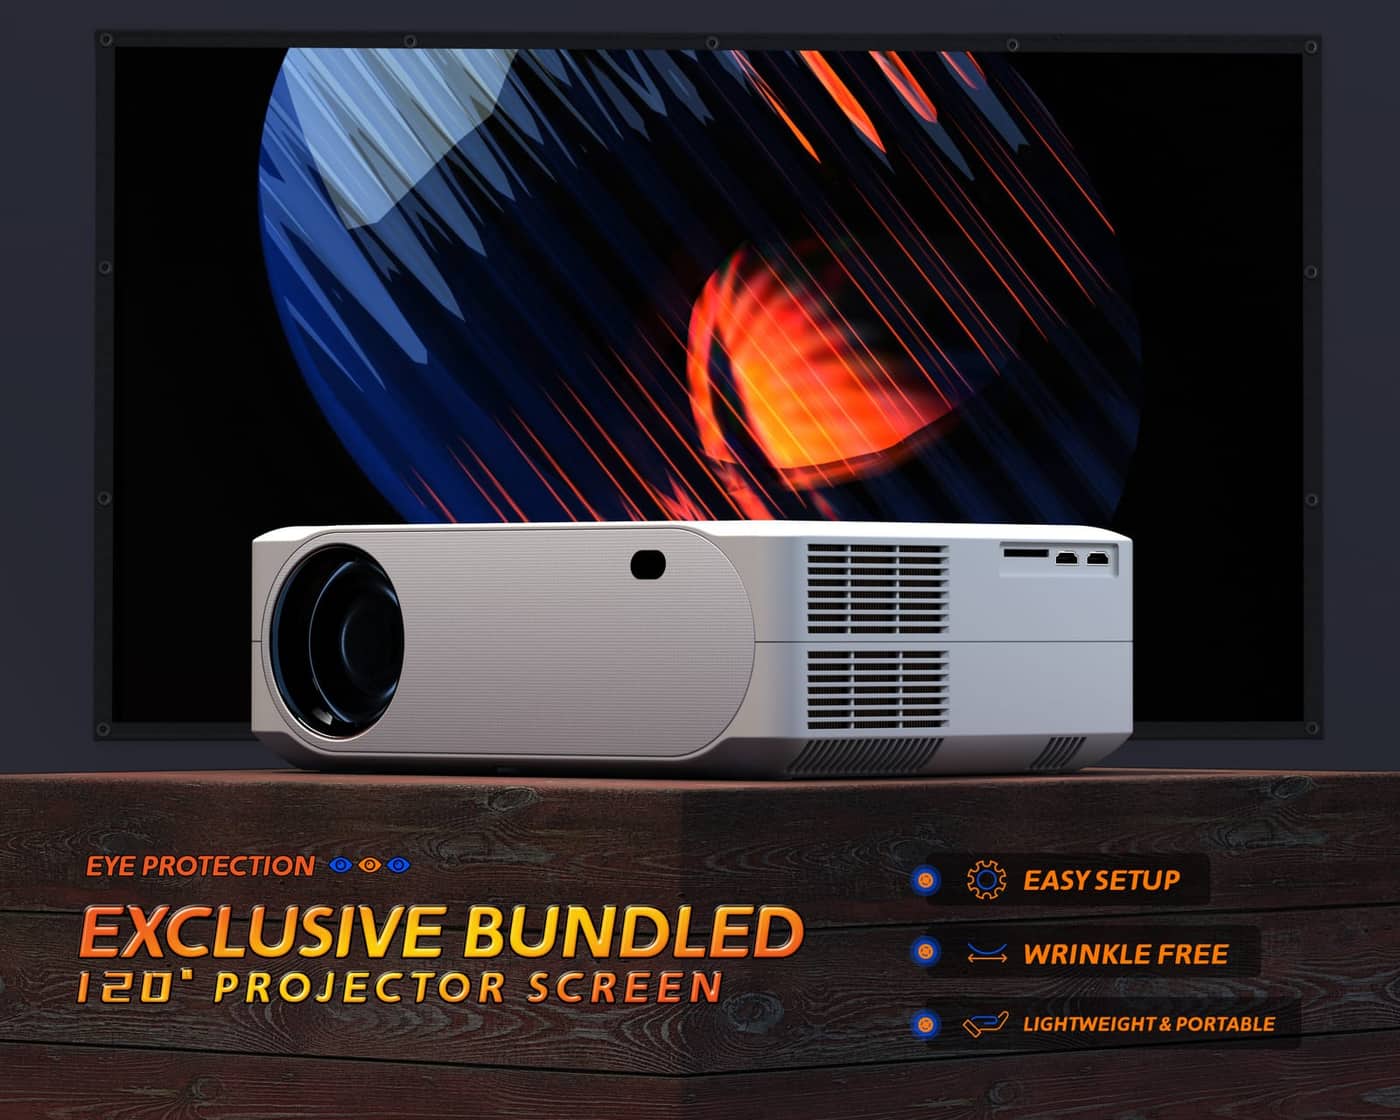 EYE PROTECTION
EXCLUSIVE BUNDLED
120" PROJECTOR SCREEN
EASY SETUP
WRINKLE FREE
LIGHTWEIGHT & PORTABLE